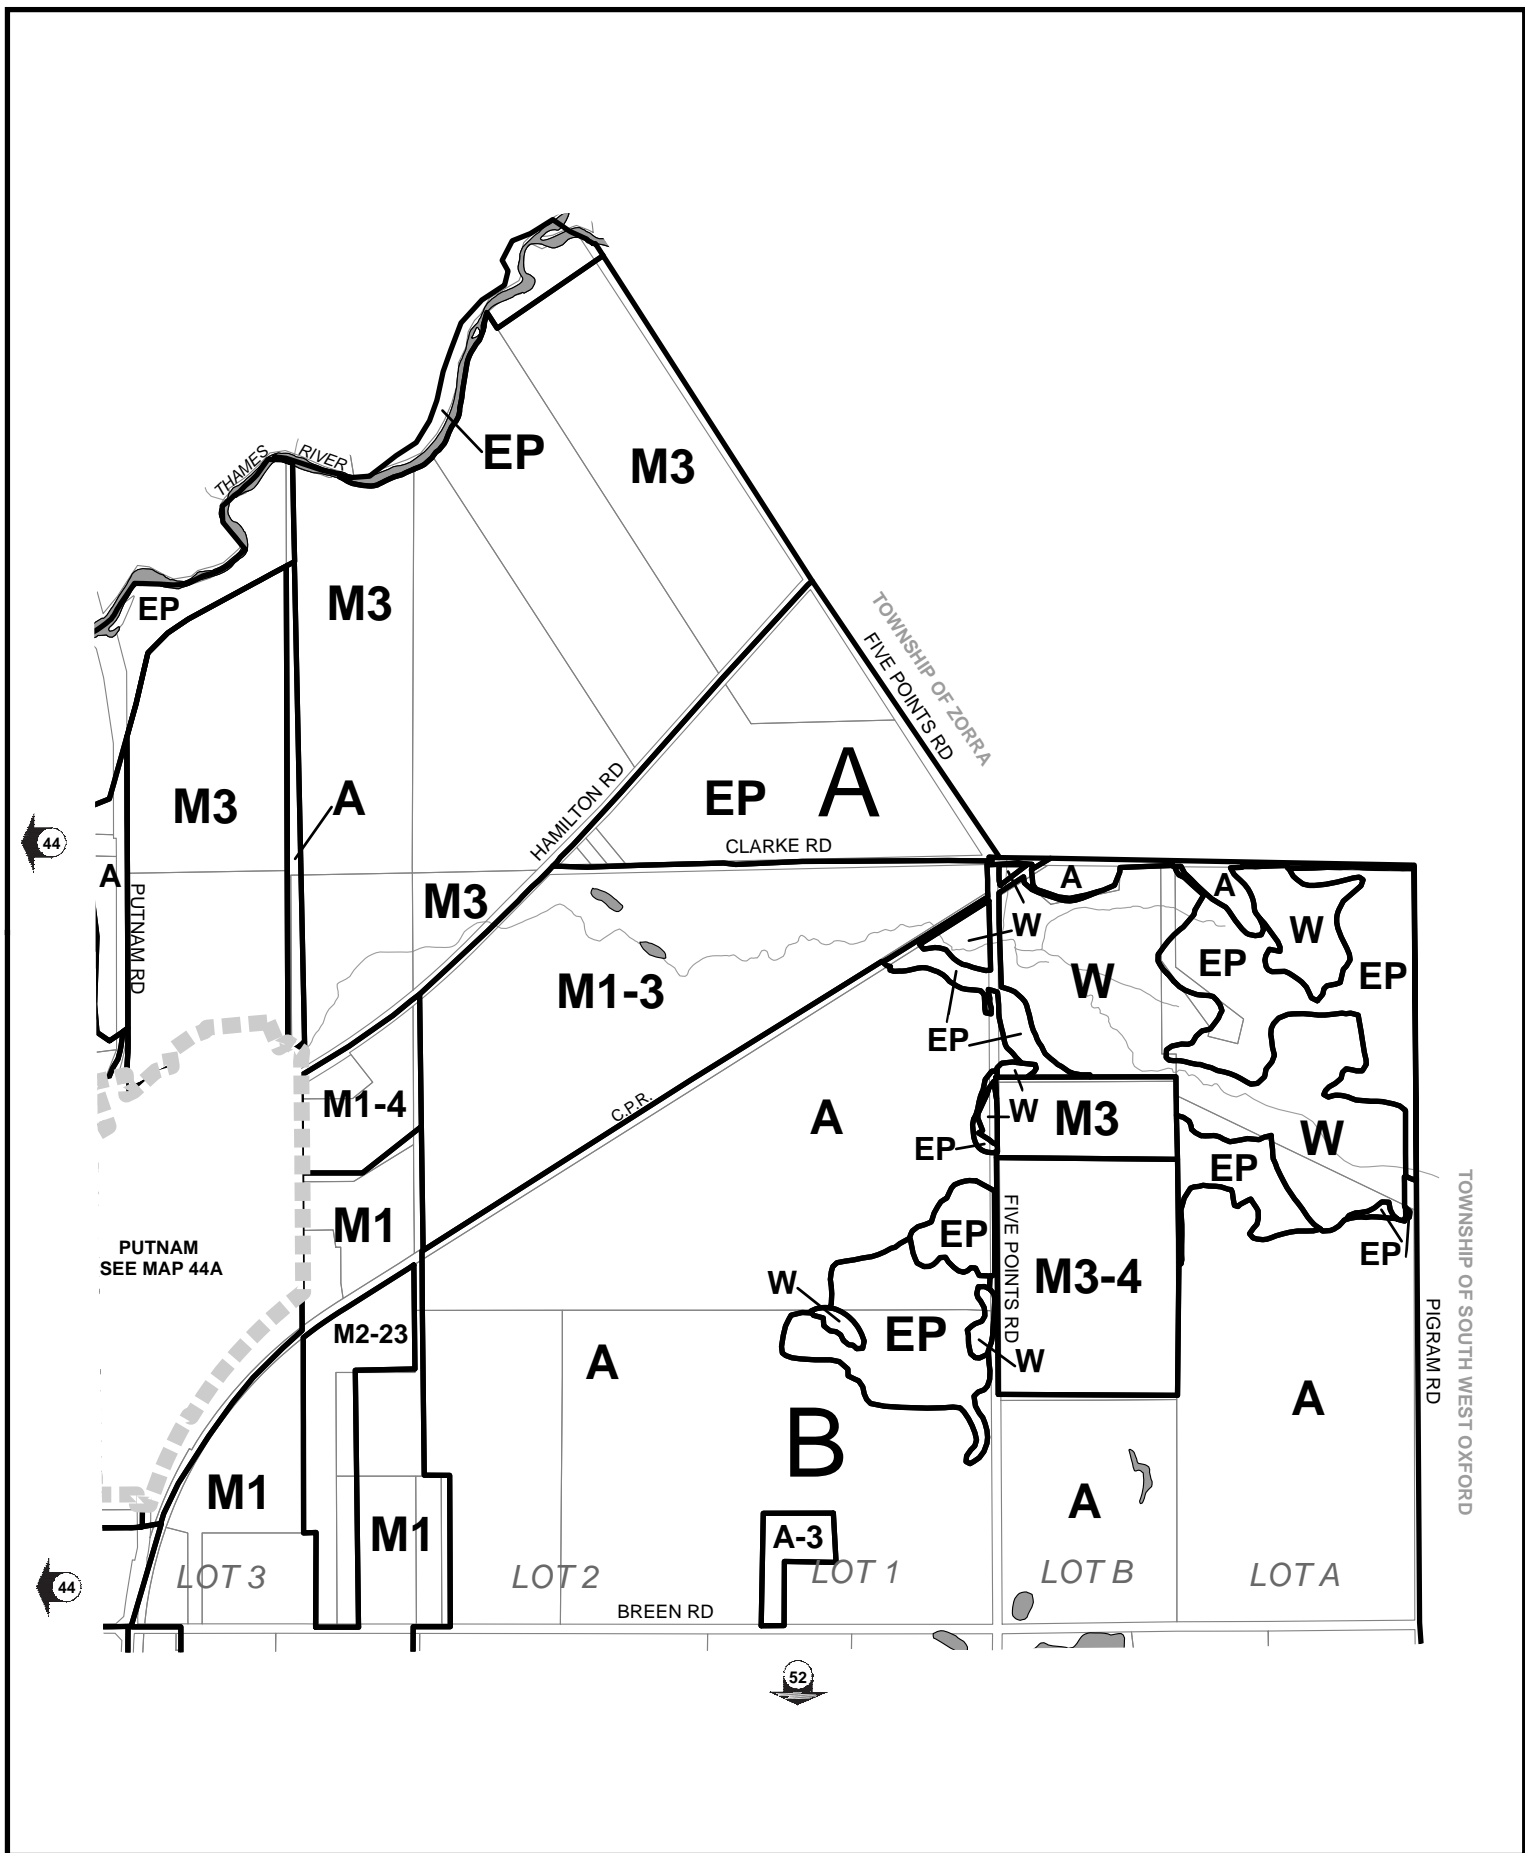 THAMES
RIVER
EP
M3
EP
M3
TOWNSHIP OF ZORRA
FIVE POINTS RD
M3
A
HAMILTON RD
EP
A
CLARKE RD
44
A
PUTNAM RD
M3
A
A
W
W
W
EP
EP
M1-3
W
EP
M1-4
C.P.R.
A
W
M3
W
EP
EP
M1
EP
FIVE POINTS RD
EP
PUTNAM
SEE MAP 44A
W
M3-4
M2-23
EP
W
A
A
PIGRAM RD
TOWNSHIP OF SOUTH WEST OXFORD
B
M1
M1
A-3
A
44
LOT 3
LOT 2
LOT 1
LOT B
LOT A
BREEN RD
52